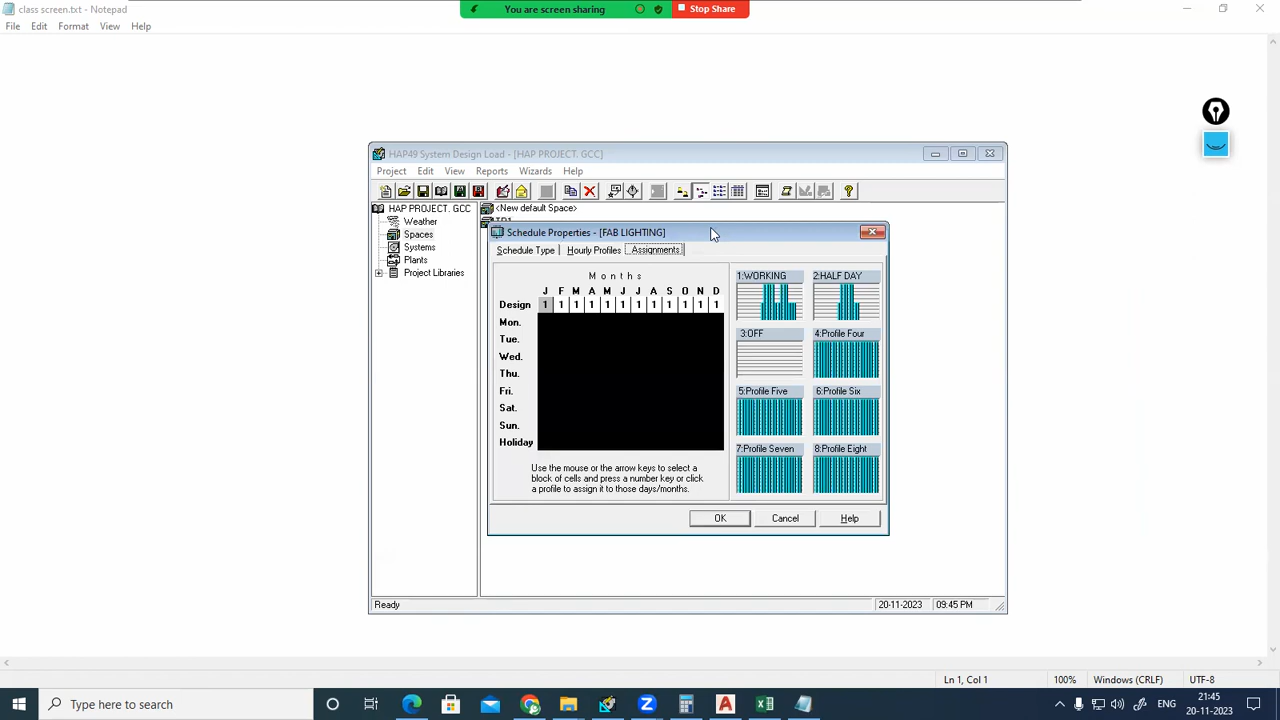 class screen.txt - Notepad
You are screen sharing
Stop Share
File Edit Format View Help
HAP49 System Design Load - [HAP PROJECT. GCC]
Project Edit View Reports Wizards Help
HAP PROJECT. GCC
Weather
Spaces
Systems
Plants
Project Libraries
<New default Space>
Schedule Properties - [FAB LIGHTING]
Schedule Type Hourly Profiles Assignments
Months
J F M A M J J A S O N D
Design 1 1 1 1 1 1 1 1 1 1 1 1
Mon.
Tue.
Wed.
Thu.
Fri.
Sat.
Sun.
Holiday
Use the mouse or the arrow keys to select a
block of cells and press a number key or click
a profile to assign it to those days/months.
1:WORKING 2:HALF DAY
3:OFF 4:Profile Four
5:Profile Five 6:Profile Six
7:Profile Seven 8:Profile Eight
OK Cancel Help
Ready 20-11-2023 09:45 PM
Ln 1, Col 1 100% Windows (CRLF) UTF-8
Type here to search
ENG
21:45
20-11-2023